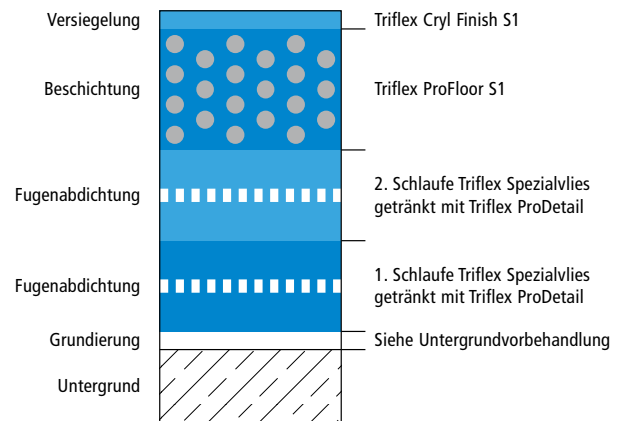 Versiegelung
Triflex Cryl Finish S1
Beschichtung
Triflex ProFloor S1
Fugenabdichtung
2. Schlaufe Triflex Spezialvlies
getränkt mit Triflex ProDetail
Fugenabdichtung
1. Schlaufe Triflex Spezialvlies
getränkt mit Triflex ProDetail
Grundierung
Siehe Untergrundvorbehandlung
Untergrund